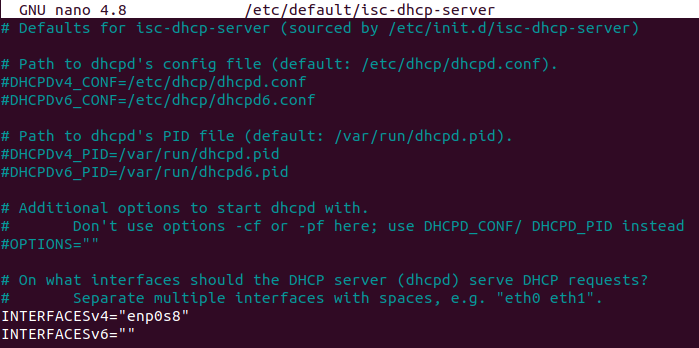 GNU nano 4.8 /etc/default/isc-dhcp-server
# Defaults for isc-dhcp-server (sourced by /etc/init.d/isc-dhcp-server)
# Path to dhcpd's config file (default: /etc/dhcp/dhcpd.conf).
#DHCPDv4_CONF=/etc/dhcp/dhcpd.conf
#DHCPDv6_CONF=/etc/dhcp/dhcpd6.conf
# Path to dhcpd's PID file (default: /var/run/dhcpd.pid).
#DHCPDv4_PID=/var/run/dhcpd.pid
#DHCPDv6_PID=/var/run/dhcpd6.pid
# Additional options to start dhcpd with.
#       Don't use options -cf or -pf here; use DHCPD_CONF/ DHCPD_PID instead
#OPTIONS=""
# On what interfaces should the DHCP server (dhcpd) serve DHCP requests?
#       Separate multiple interfaces with spaces, e.g. "eth0 eth1".
INTERFACESv4="enp0s8"
INTERFACESv6=""